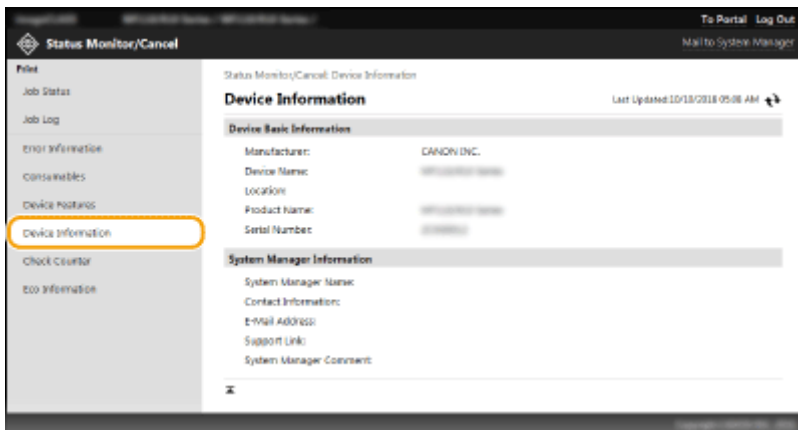 To Portal Log Out
Status Monitor/Cancel
Mail to System Manager
Print
Job Status
Job Log
Error Information
Consumables
Device Features
Device Information
Check Counter
Eco Information
Status Monitor/Cancel: Device Information
Device Information
Last Updated:10/18/2018 05:08 AM
Device Basic Information
Manufacturer: CANON INC.
Device Name:
Location:
Product Name:
Serial Number:
System Manager Information
System Manager Name:
Contact Information:
E-Mail Address:
Support Link:
System Manager Comment: